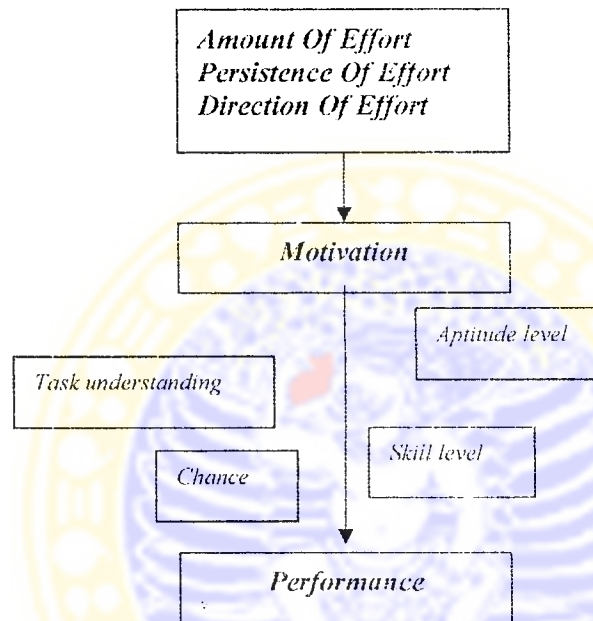 Amount Of Effort
Persistence Of Effort
Direction Of Effort
Motivation
Aptitude level
Task understanding
Skill level
Chance
Performance